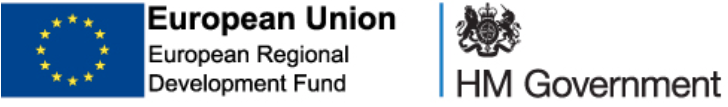 European Union
European Regional
Development Fund
HM Government